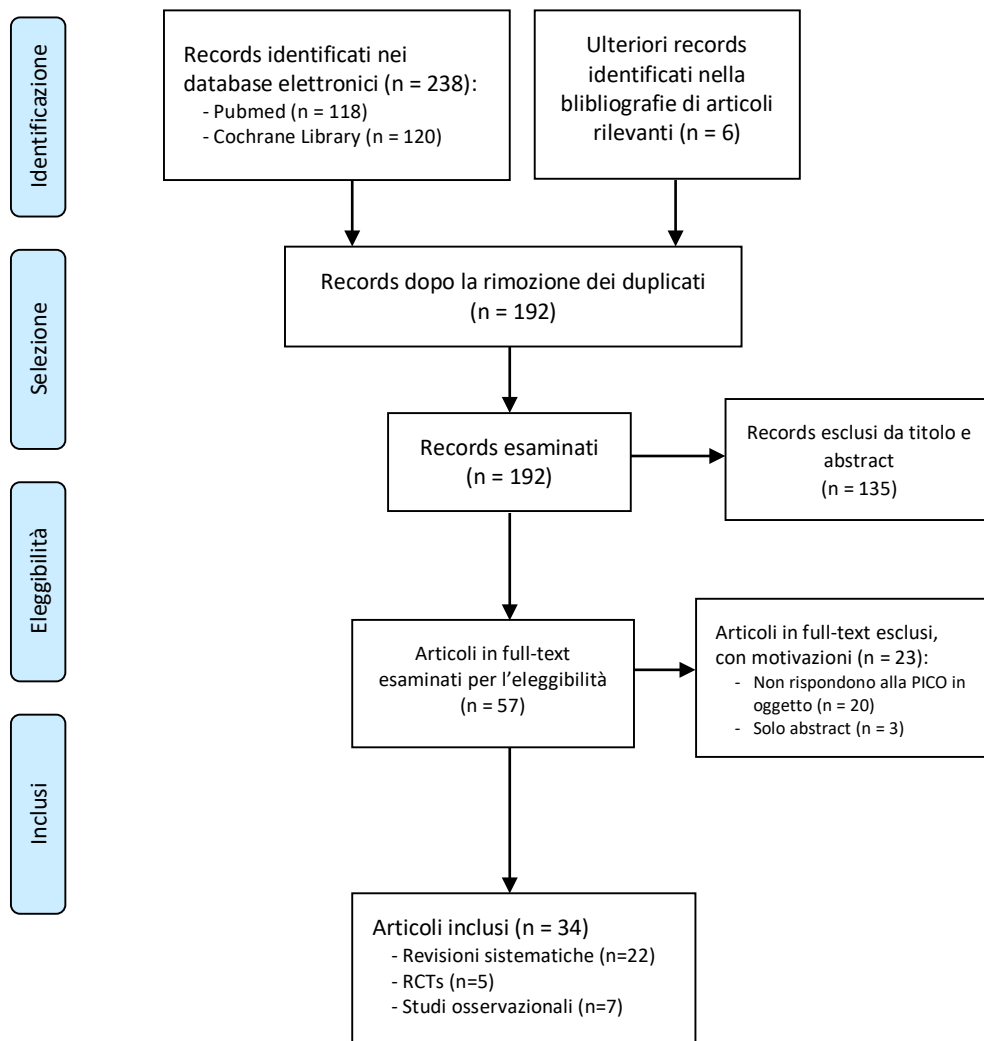 Identificazione
Records identificati nei
database elettronici (n = 238):
- Pubmed (n = 118)
- Cochrane Library (n = 120)
Ulteriori records
identificati nella
blibliografie di articoli
rilevanti (n = 6)
Selezione
Records dopo la rimozione dei duplicati
(n = 192)
Records esaminati
(n = 192)
Records esclusi da titolo e
abstract
(n = 135)
Eleggibilità
Articoli in full-text
esaminati per l’eleggibilità
(n = 57)
Articoli in full-text esclusi,
con motivazioni (n = 23):
- Non rispondono alla PICO in
oggetto (n = 20)
- Solo abstract (n = 3)
Inclusi
Articoli inclusi (n = 34)
- Revisioni sistematiche (n=22)
- RCTs (n=5)
- Studi osservazionali (n=7)